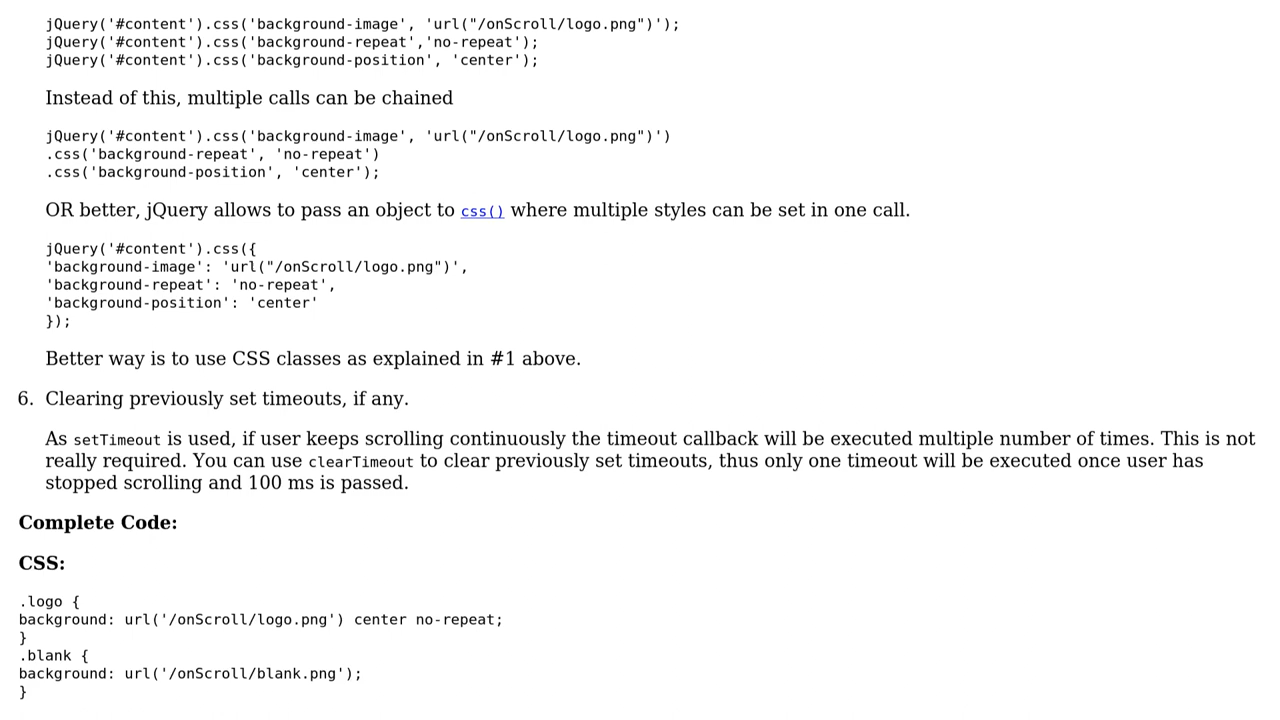 jQuery('#content').css('background-image', 'url("/onScroll/logo.png")');
jQuery('#content').css('background-repeat','no-repeat');
jQuery('#content').css('background-position', 'center');
Instead of this, multiple calls can be chained
jQuery('#content').css('background-image', 'url("/onScroll/logo.png")')
.css('background-repeat', 'no-repeat')
.css('background-position', 'center');
OR better, jQuery allows to pass an object to css() where multiple styles can be set in one call.
jQuery('#content').css({
'background-image': 'url("/onScroll/logo.png")',
'background-repeat': 'no-repeat',
'background-position': 'center'
});
Better way is to use CSS classes as explained in #1 above.
6. Clearing previously set timeouts, if any.
As setTimeout is used, if user keeps scrolling continuously the timeout callback will be executed multiple number of times. This is not
really required. You can use clearTimeout to clear previously set timeouts, thus only one timeout will be executed once user has
stopped scrolling and 100 ms is passed.
Complete Code:
CSS:
.logo {
background: url('/onScroll/logo.png') center no-repeat;
}
.blank {
background: url('/onScroll/blank.png');
}